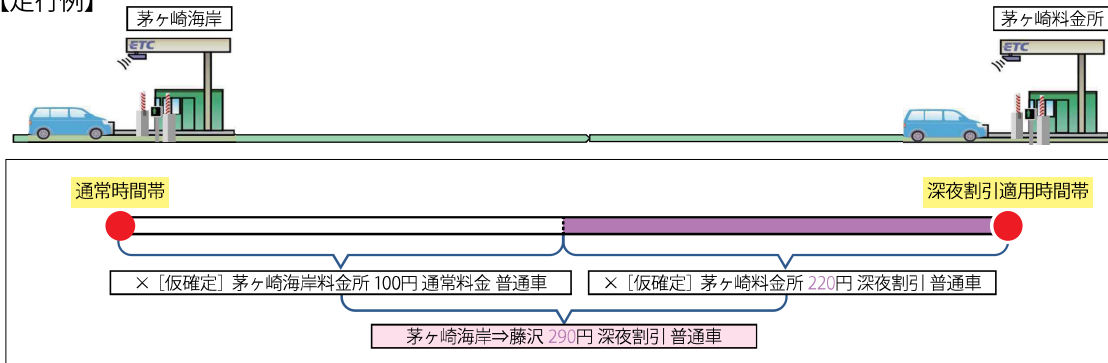 【走行例】
茅ヶ崎海岸
茅ヶ崎料金所
ETC
ETC
通常時間帯
深夜割引適用時間帯
×［仮確定］茅ヶ崎海岸料金所 100円 通常料金 普通車
×［仮確定］茅ヶ崎料金所 220円 深夜割引 普通車
茅ヶ崎海岸⇒藤沢 290円 深夜割引 普通車